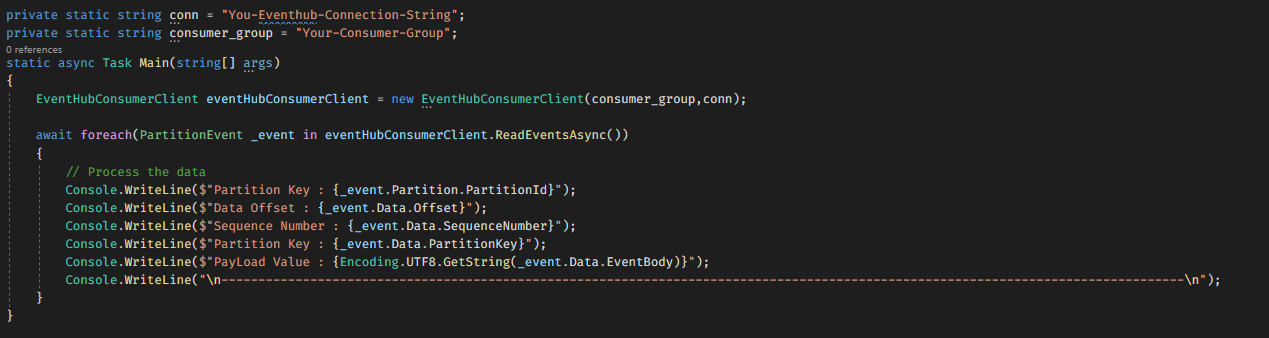 private static string conn = "You-Eventhub-Connection-String";
private static string consumer_group = "Your-Consumer-Group";
0 references
static async Task Main(string[] args)
{
    EventHubConsumerClient eventHubConsumerClient = new EventHubConsumerClient(consumer_group,conn);
    await foreach(PartitionEvent _event in eventHubConsumerClient.ReadEventsAsync())
    {
        // Process the data
        Console.WriteLine($"Partition Key : {_event.Partition.PartitionId}");
        Console.WriteLine($"Data Offset : {_event.Data.Offset}");
        Console.WriteLine($"Sequence Number : {_event.Data.SequenceNumber}");
        Console.WriteLine($"Partition Key : {_event.Data.PartitionKey}");
        Console.WriteLine($"PayLoad Value : {Encoding.UTF8.GetString(_event.Data.EventBody)}");
        Console.WriteLine("\n----------------------------------------------------------------------------------------------------------------------------------\n");
    }
}